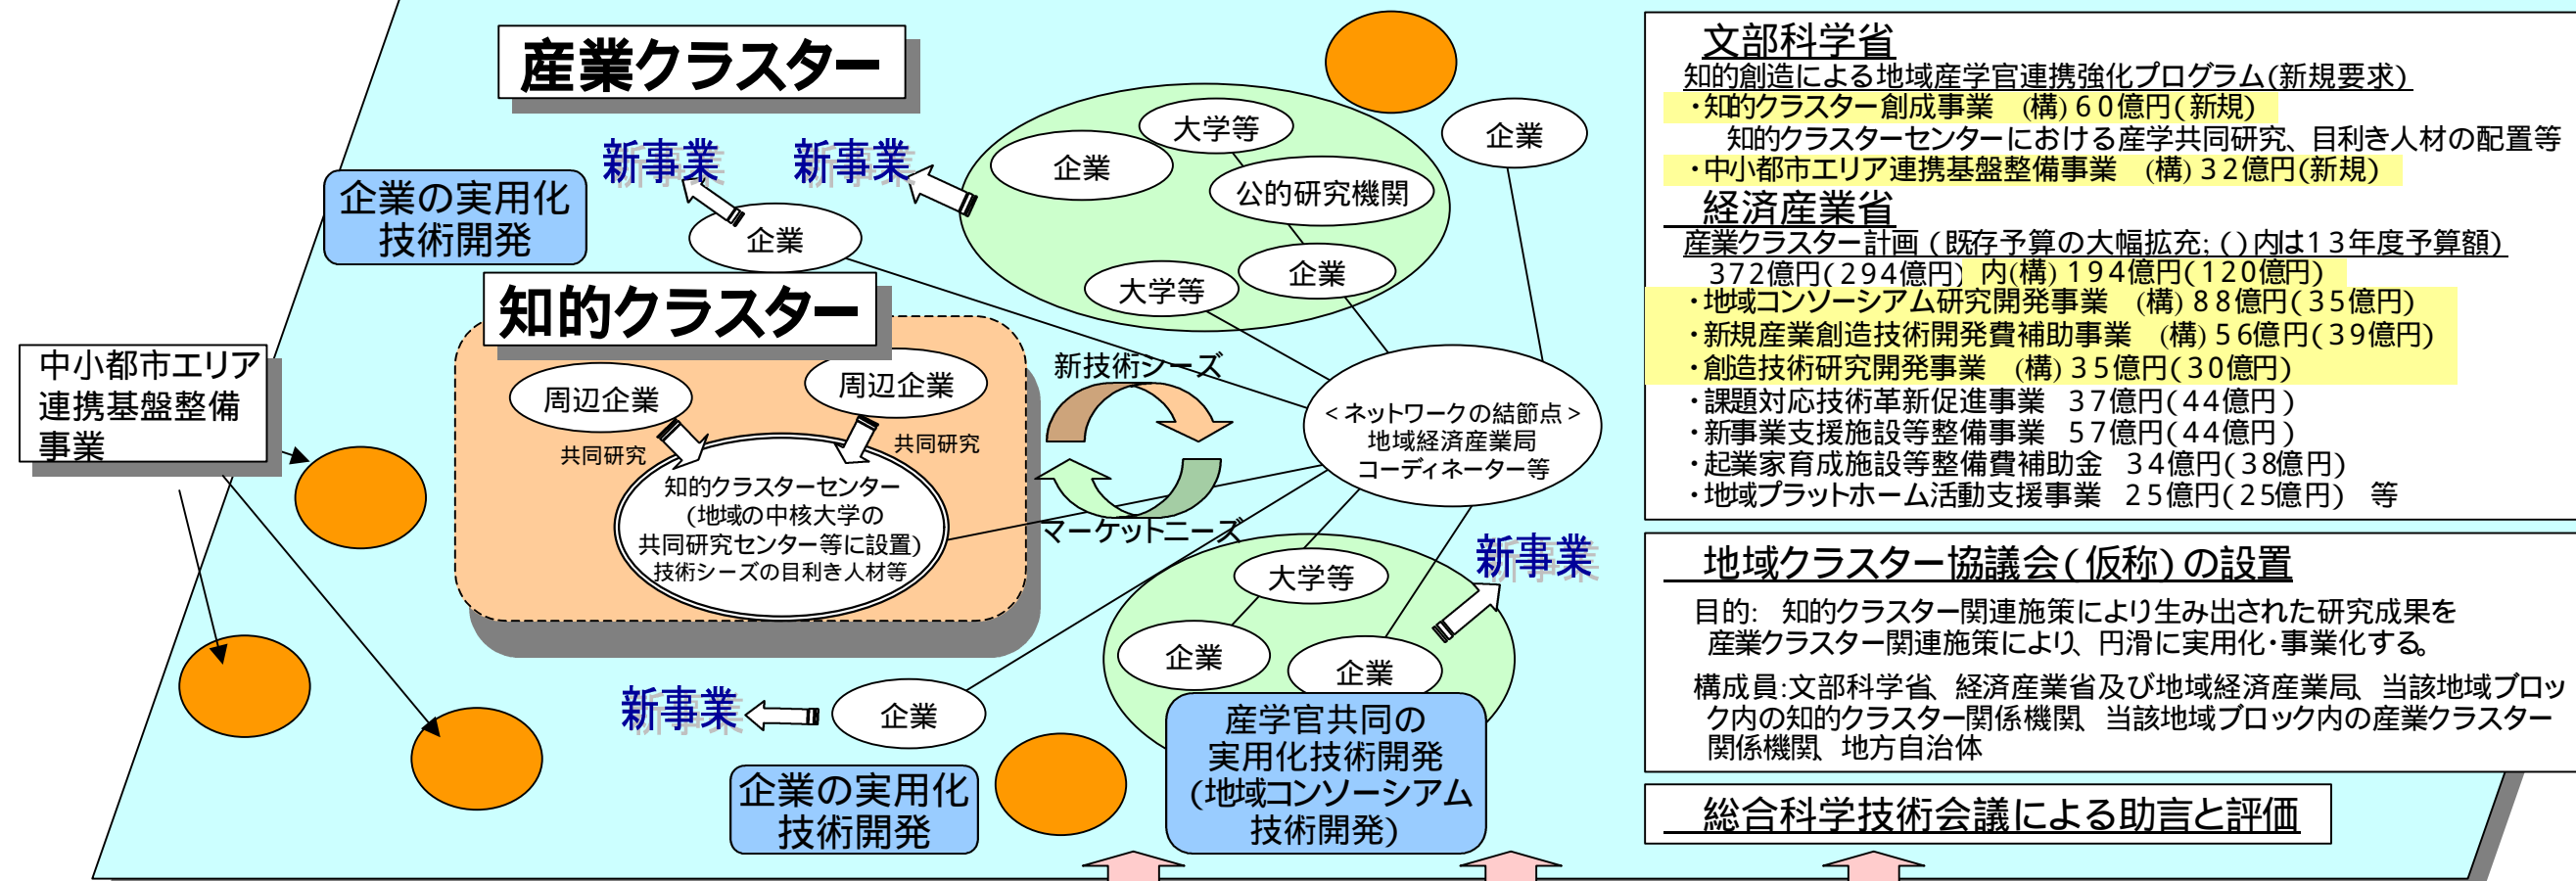 産業クラスター
新事業
新事業
企業の実用化
技術開発
企業
大学等
企業
公的研究機関
企業
大学等
企業
知的クラスター
中小都市エリア
連携基盤整備
事業
周辺企業
周辺企業
共同研究
共同研究
知的クラスターセンター
(地域の中核大学の
共同研究センター等に設置)
技術シーズの目利き人材等
新技術シーズ
マーケットニーズ
<ネットワークの結節点>
地域経済産業局
コーディネーター等
新事業
大学等
企業
企業
新事業
企業
企業の実用化
技術開発
産学官共同の
実用化技術開発
(地域コンソーシアム
技術開発)
文部科学省
知的創造による地域産学官連携強化プログラム(新規要求)
・知的クラスター創成事業 (構)60億円(新規)
知的クラスターセンターにおける産学共同研究、目利き人材の配置等
・中小都市エリア連携基盤整備事業 (構)32億円(新規)
経済産業省
産業クラスター計画(既存予算の大幅拡充;()内は13年度予算額)
372億円(294億円) 内(構)194億円(120億円)
・地域コンソーシアム研究開発事業 (構)88億円(35億円)
・新規産業創造技術開発費補助事業 (構)56億円(39億円)
・創造技術研究開発事業 (構)35億円(30億円)
・課題対応技術革新促進事業 37億円(44億円)
・新事業支援施設等整備事業 57億円(44億円)
・起業家育成施設等整備費補助金 34億円(38億円)
・地域プラットホーム活動支援事業 25億円(25億円) 等
地域クラスター協議会(仮称)の設置
目的: 知的クラスター関連施策により生み出された研究成果を
産業クラスター関連施策により、円滑に実用化・事業化する。
構成員:文部科学省、経済産業省及び地域経済産業局、当該地域ブロッ
ク内の知的クラスター関係機関、当該地域ブロック内の産業クラスター
関係機関、地方自治体
総合科学技術会議による助言と評価